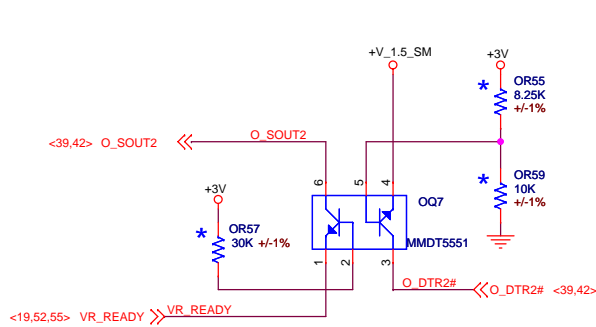 +V_1.5_SM
+3V
* OR55
8.25K
+/-1%
<39,42> O_SOUT2
O_SOUT2
* OR59
10K
+/-1%
6
5
4
+3V
OQ7
* OR57
30K +/-1%
MMDT5551
1
2
3
O_DTR2#
O_DTR2# <39,42>
<19,52,55> VR_READY
VR_READY